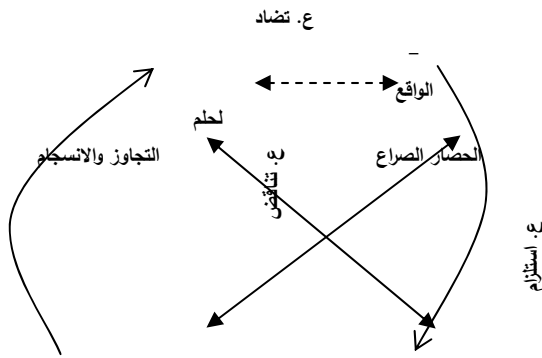 ع. تضاد
–
الواقع
لحلم
الحصار الصراع
التجاوز والانسجام
ع. تناقض
ع. استلزام